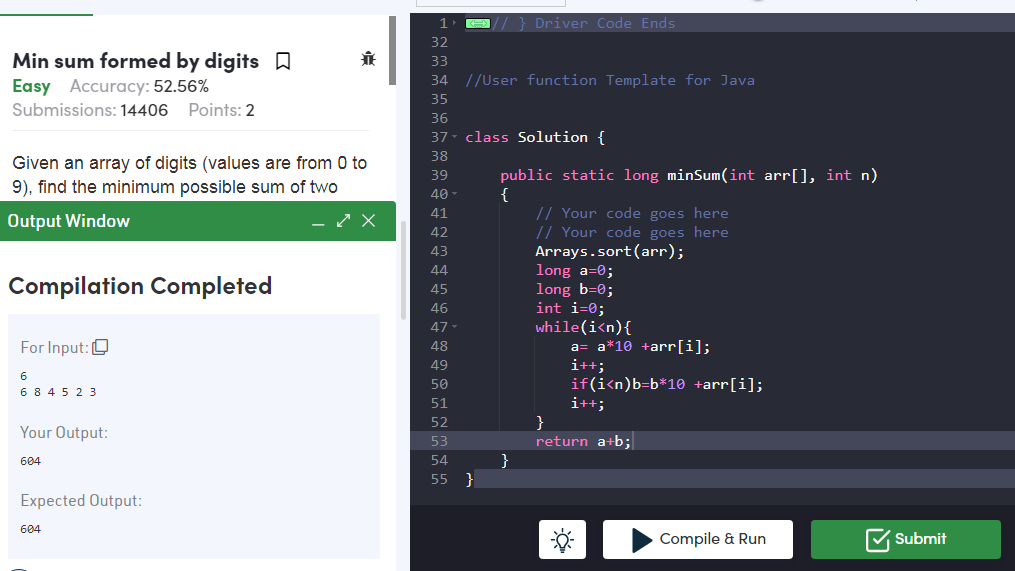 Min sum formed by digits
Easy Accuracy: 52.56%
Submissions: 14406 Points: 2
Given an array of digits (values are from 0 to
9), find the minimum possible sum of two
Output Window
Compilation Completed
For Input:
6
6 8 4 5 2 3
Your Output:
604
Expected Output:
604
1 // } Driver Code Ends
32
33
34 //User function Template for Java
35
36
37 class Solution {
38
39 public static long minSum(int arr[], int n)
40 {
41 // Your code goes here
42 // Your code goes here
43 Arrays.sort(arr);
44 long a=0;
45 long b=0;
46 int i=0;
47 while(i<n){
48 a= a*10 +arr[i];
49 i++;
50 if(i<n)b=b*10 +arr[i];
51 i++;
52 }
53 return a+b;
54 }
55 }
Compile & Run
Submit